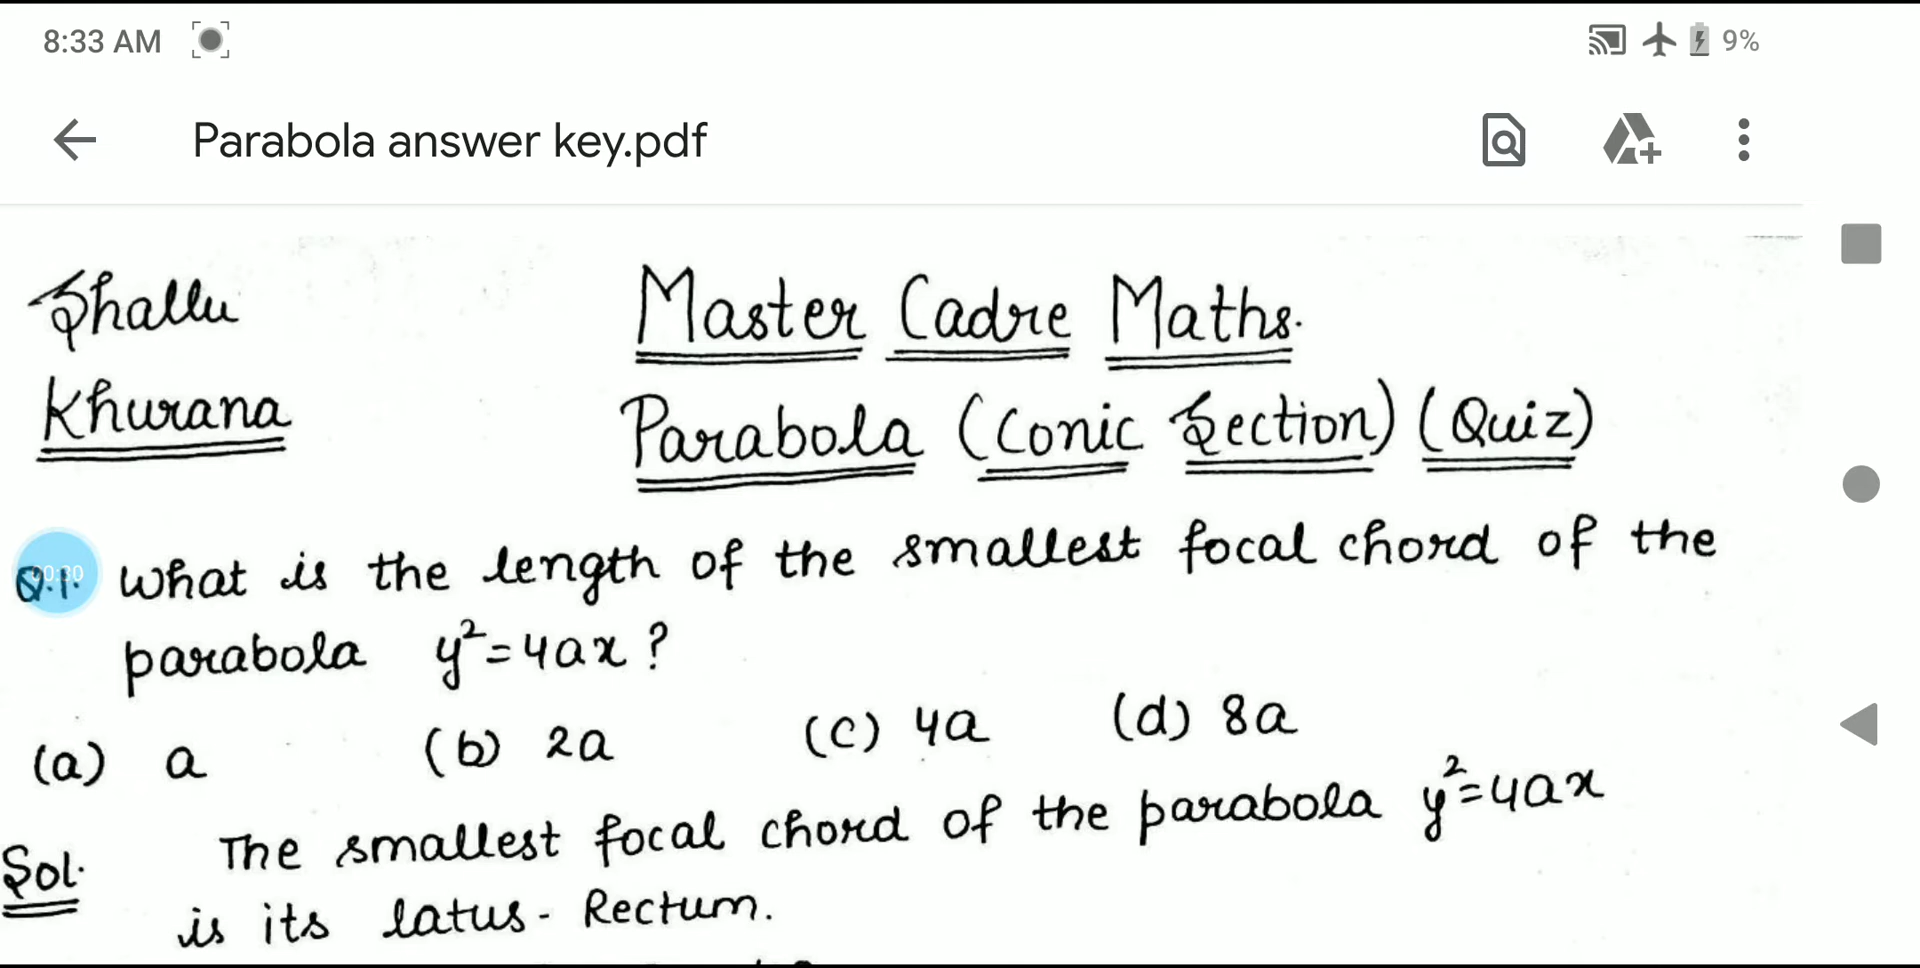 8:33 AM 9%
Parabola answer key.pdf
Shallu Master Cadre Maths.
Khurana Parabola (Conic Section) (Quiz)
00:30
Q.1. What is the length of the smallest focal chord of the
parabola y²=4ax?
(a) a (b) 2a (c) 4a (d) 8a
Sol. The smallest focal chord of the parabola y²=4ax
is its latus-Rectum.